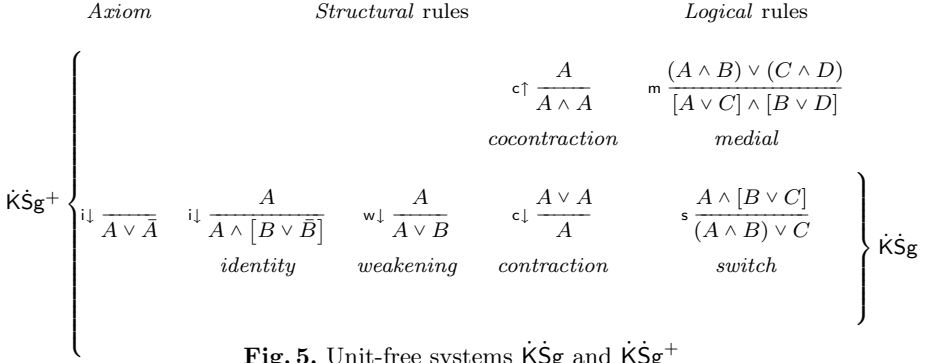 Axiom Structural rules Logical rules
c↑ A / A ∧ A m (A ∧ B) ∨ (C ∧ D) / [A ∨ C] ∧ [B ∨ D]
cocontraction medial
K̇Ṡg⁺ { i↓ / A ∨ Ā i↓ A / A ∧ [B ∨ B̄] w↓ A / A ∨ B c↓ A ∨ A / A s A ∧ [B ∨ C] / (A ∧ B) ∨ C } K̇Ṡg
identity weakening contraction switch
Fig. 5. Unit-free systems K̇Ṡg and K̇Ṡg⁺